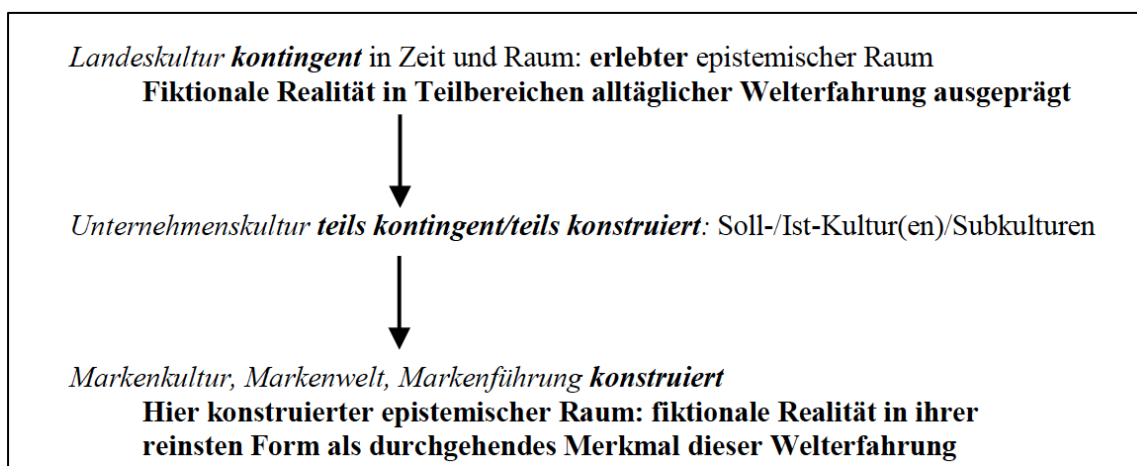 Landeskultur kontingent in Zeit und Raum: erlebter epistemischer Raum
Fiktionale Realität in Teilbereichen alltäglicher Welterfahrung ausgeprägt
Unternehmenskultur teils kontingent/teils konstruiert: Soll-/Ist-Kultur(en)/Subkulturen
Markenkultur, Markenwelt, Markenführung konstruiert
Hier konstruierter epistemischer Raum: fiktionale Realität in ihrer
reinsten Form als durchgehendes Merkmal dieser Welterfahrung